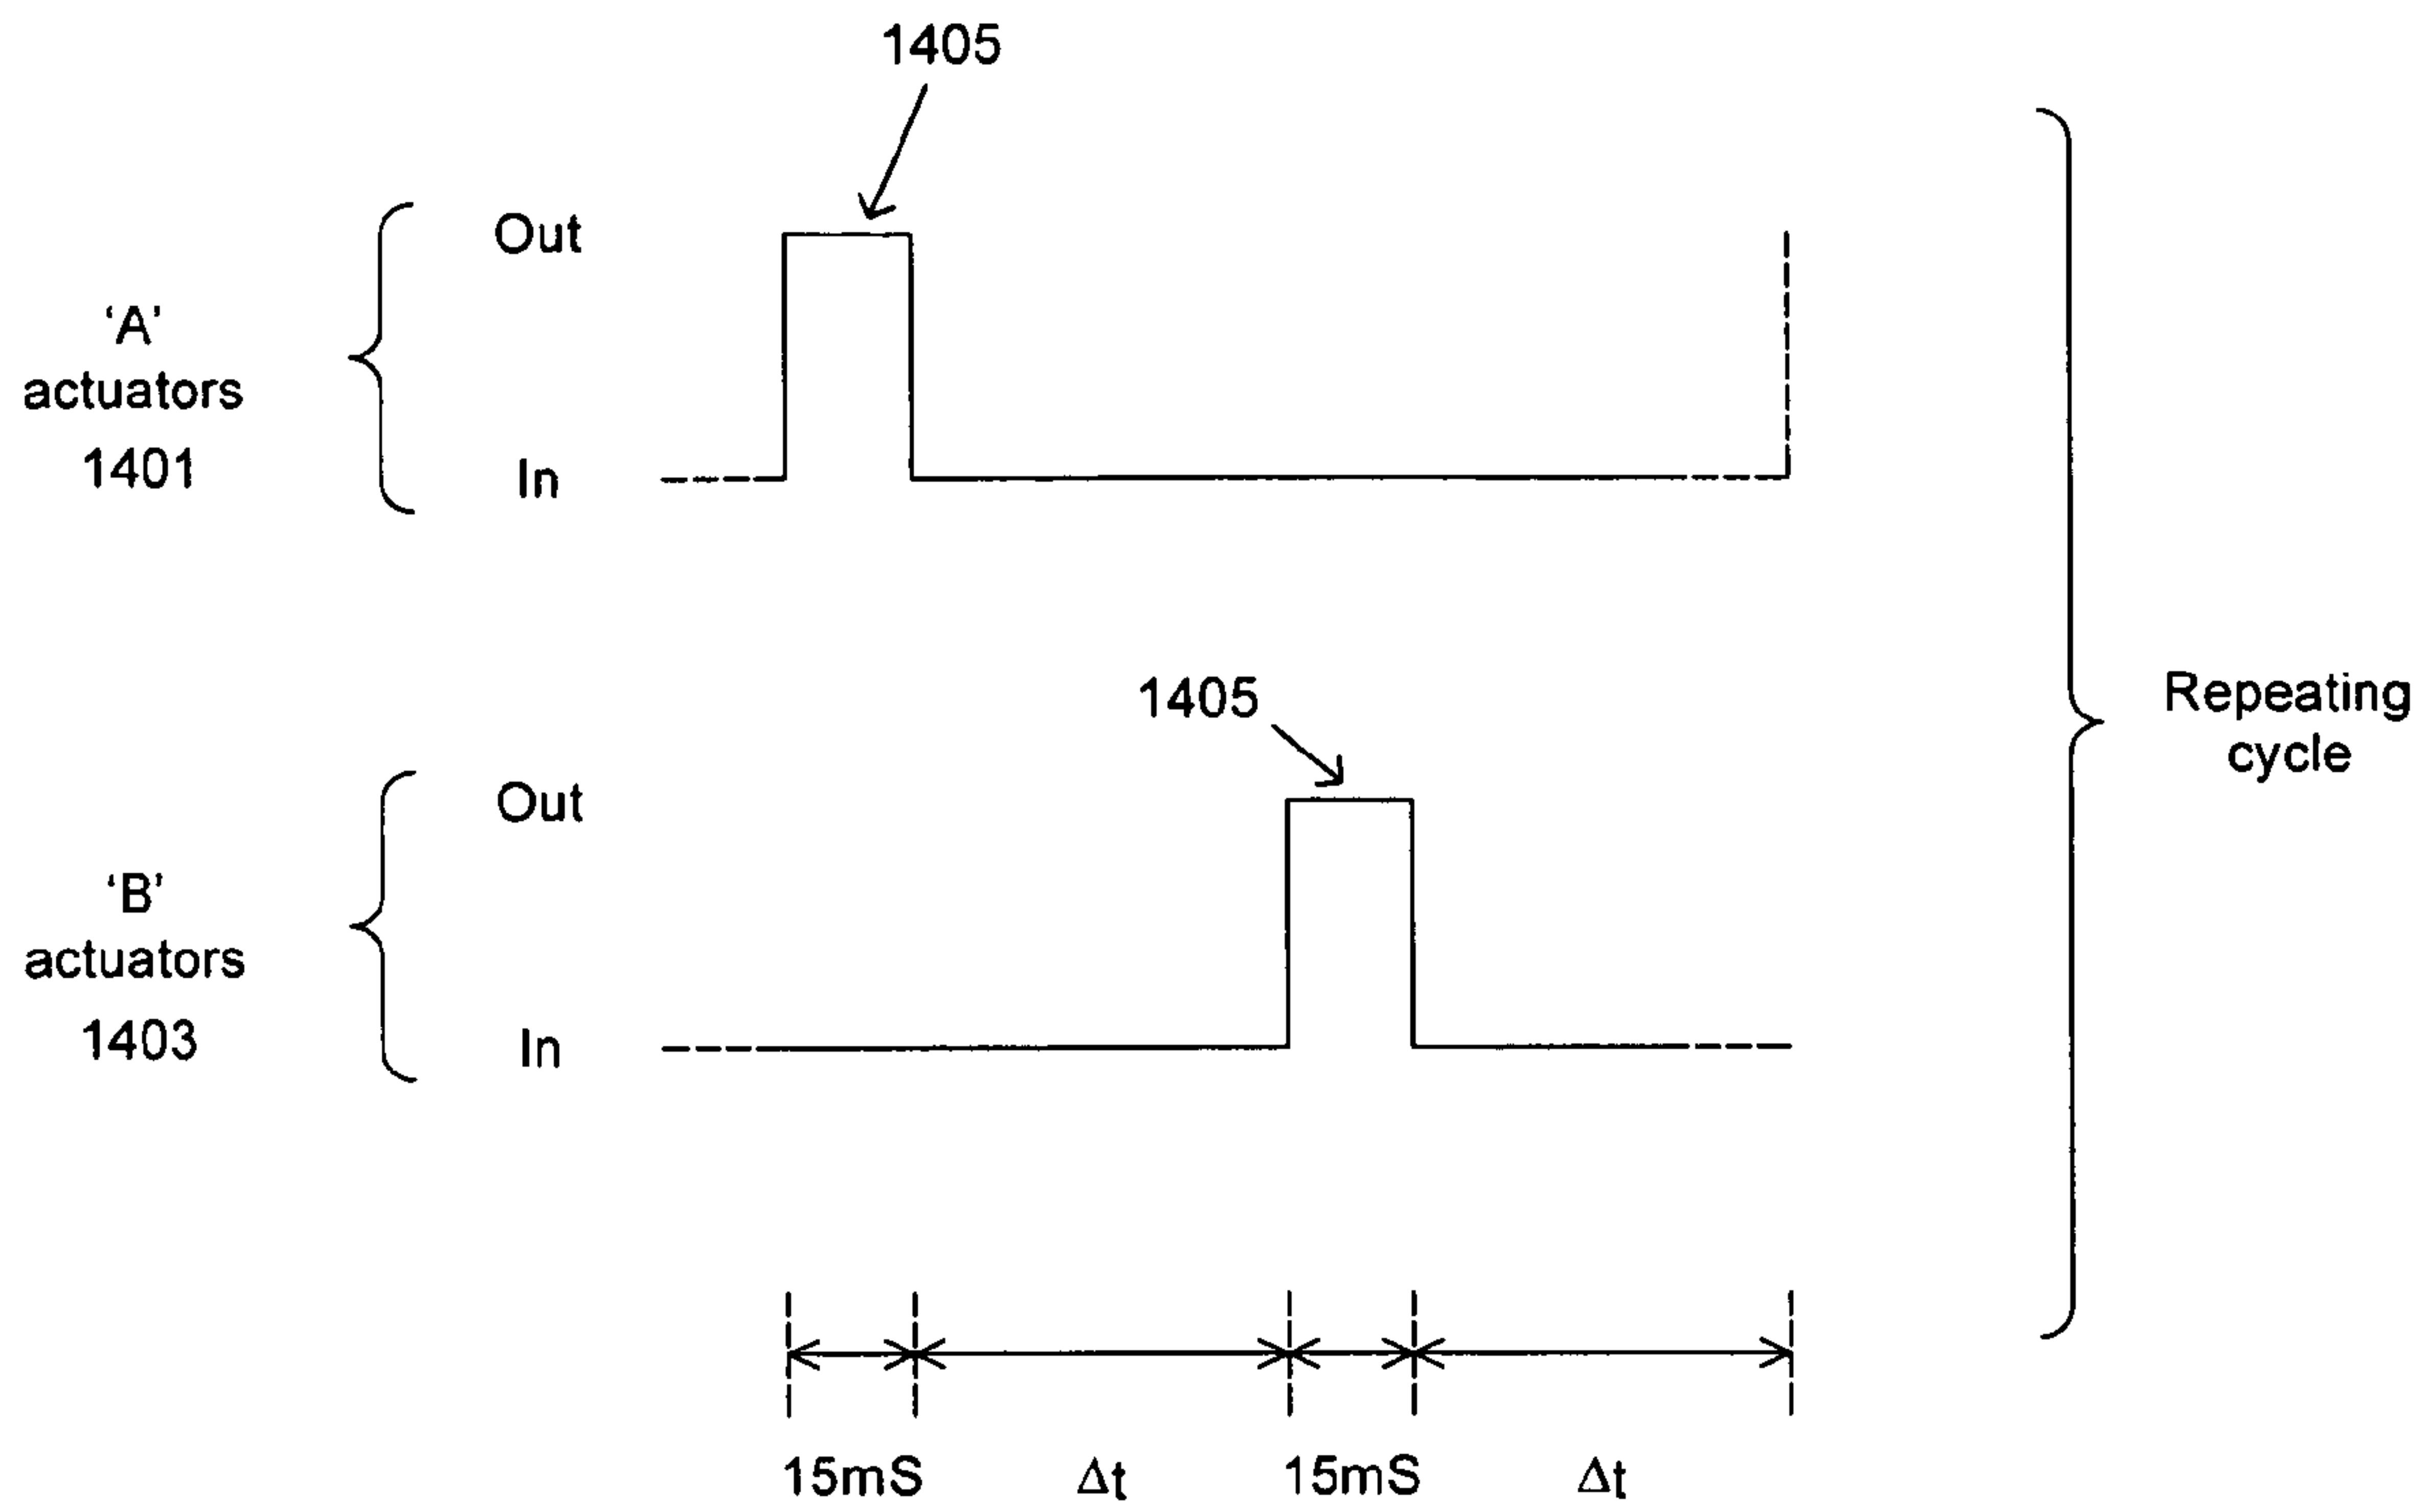 1405
Out
'A'
actuators
1401
In
1405
Repeating
cycle
Out
'B'
actuators
1403
In
15mS
Δt
15mS
Δt